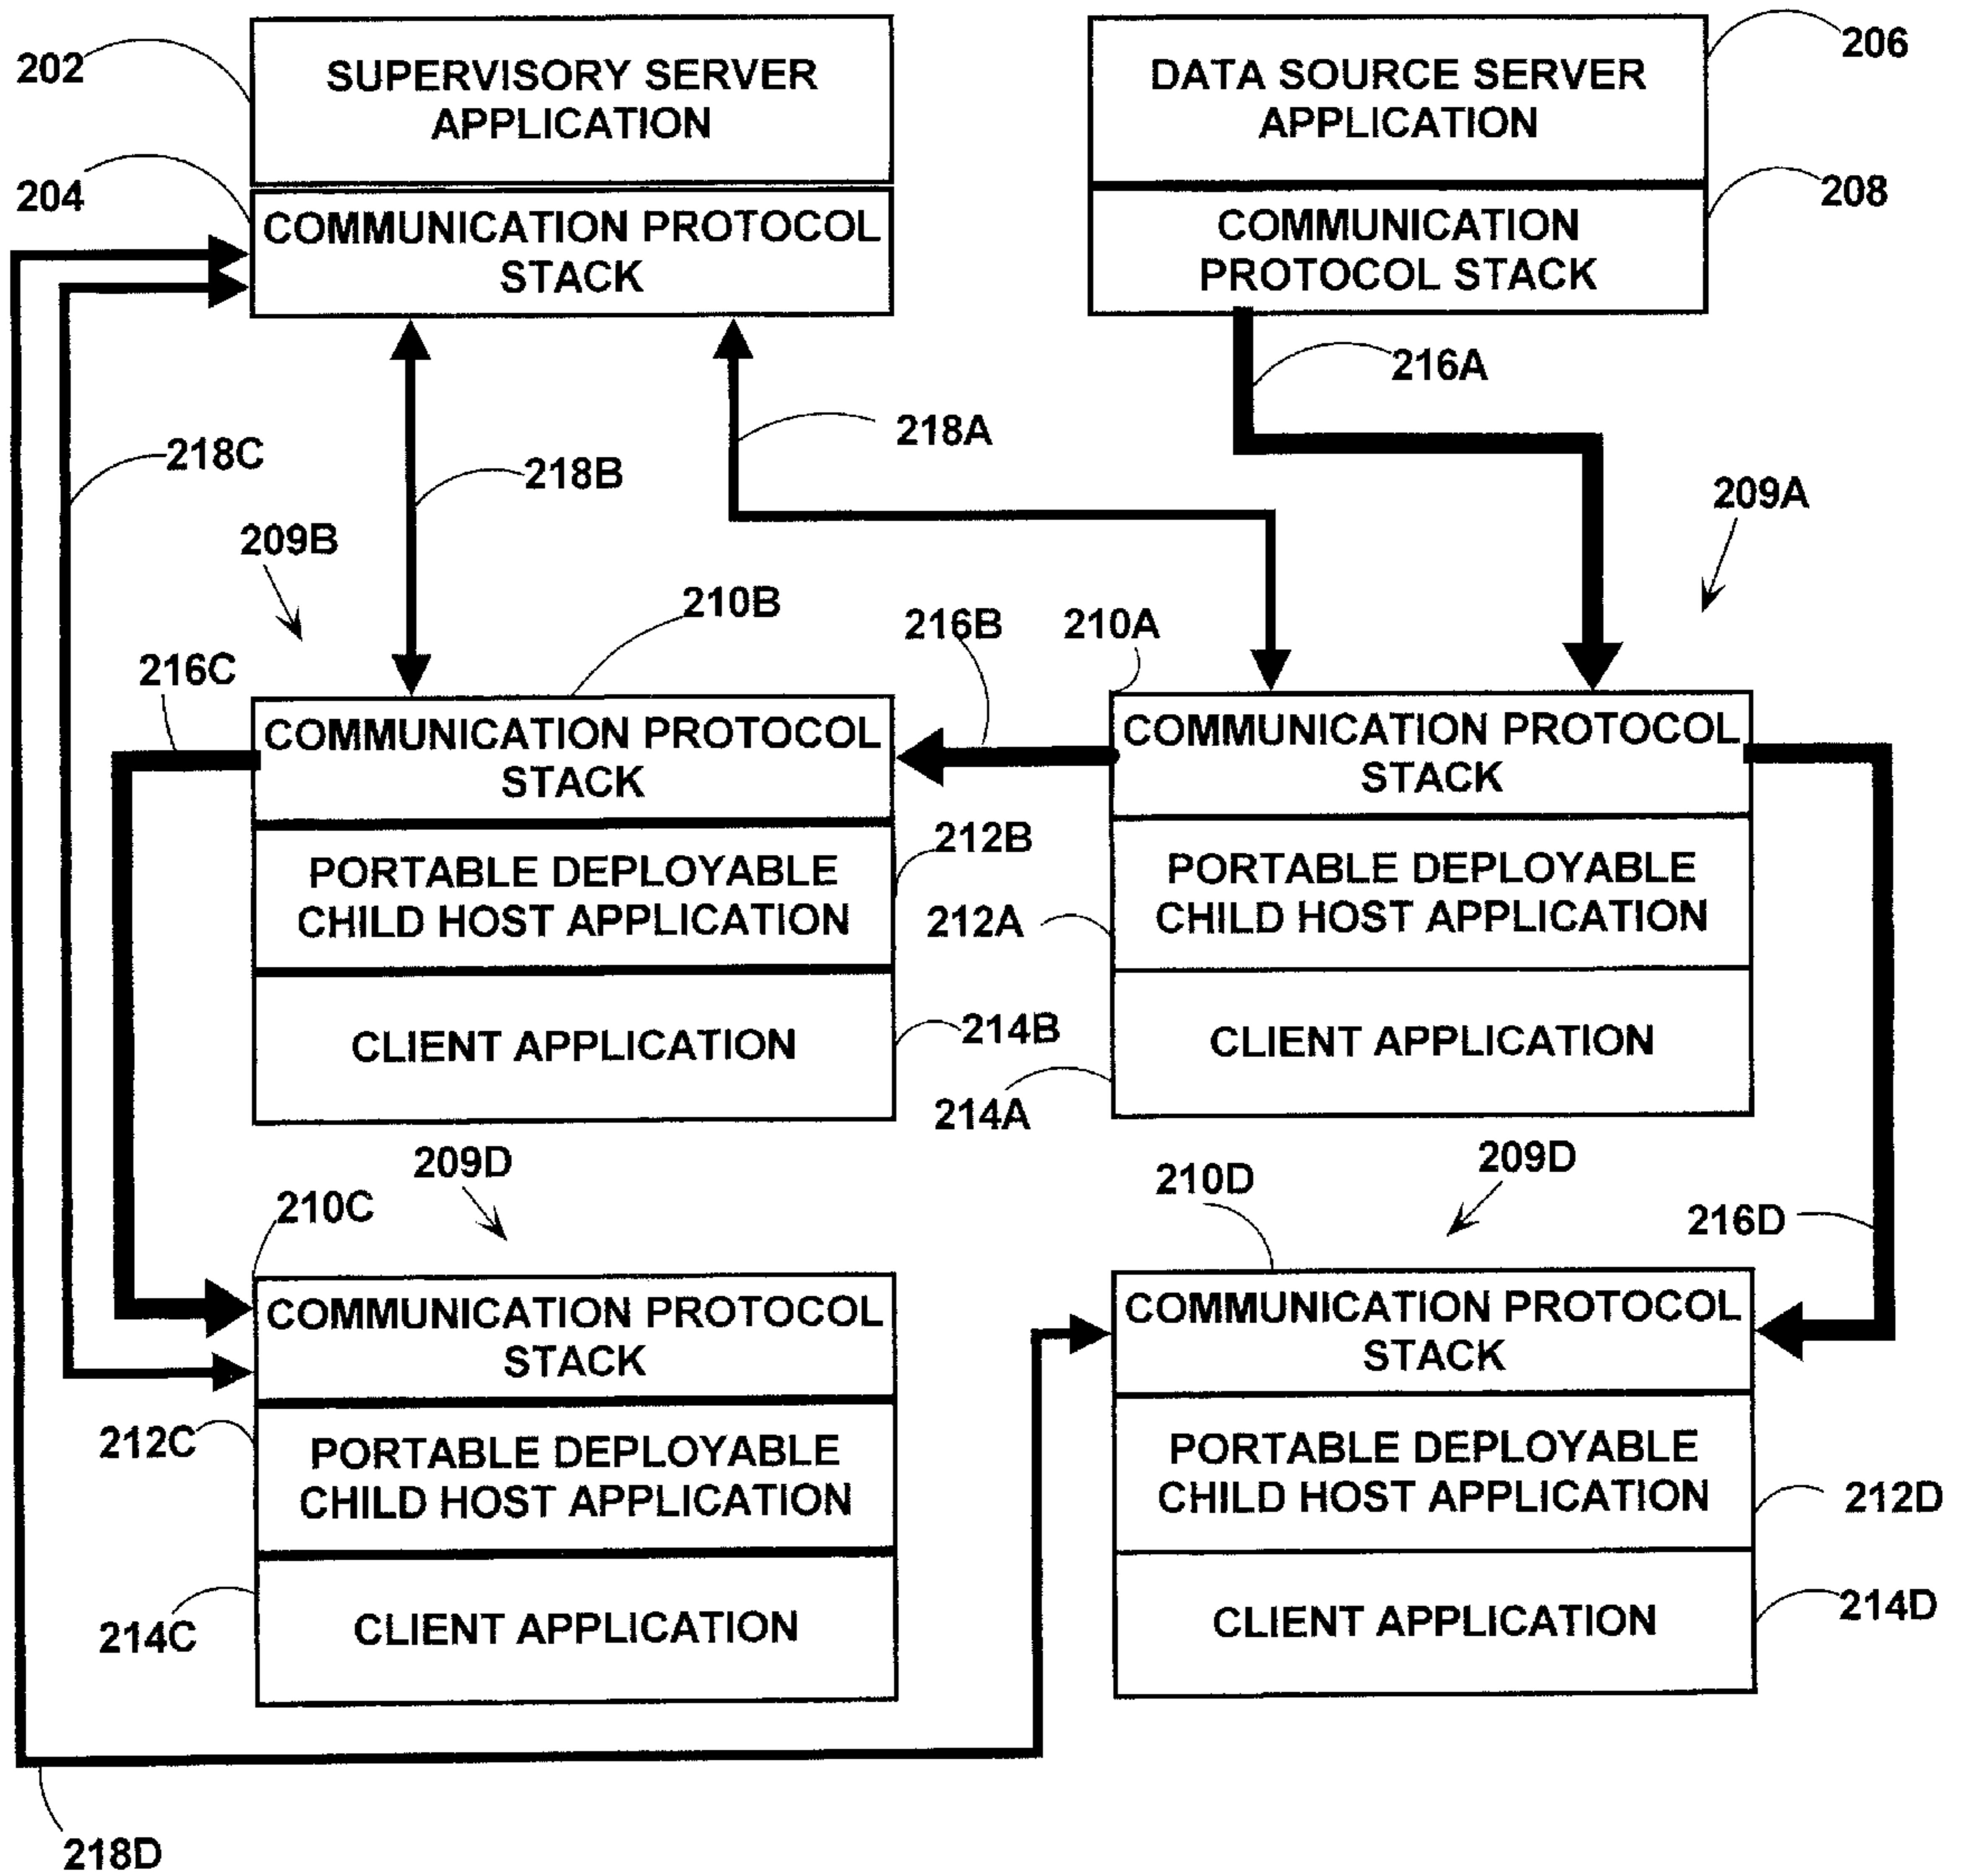 202
SUPERVISORY SERVER
APPLICATION
DATA SOURCE SERVER
APPLICATION
206
204
COMMUNICATION PROTOCOL
STACK
COMMUNICATION
PROTOCOL STACK
208
216A
218A
218C
218B
209A
209B
210B
216B
210A
216C
COMMUNICATION PROTOCOL
STACK
COMMUNICATION PROTOCOL
STACK
212B
PORTABLE DEPLOYABLE
CHILD HOST APPLICATION
212A
PORTABLE DEPLOYABLE
CHILD HOST APPLICATION
CLIENT APPLICATION
214B
CLIENT APPLICATION
214A
209D
209D
210C
210D
216D
COMMUNICATION PROTOCOL
STACK
COMMUNICATION PROTOCOL
STACK
212C
PORTABLE DEPLOYABLE
CHILD HOST APPLICATION
PORTABLE DEPLOYABLE
CHILD HOST APPLICATION
212D
214C
CLIENT APPLICATION
CLIENT APPLICATION
214D
218D